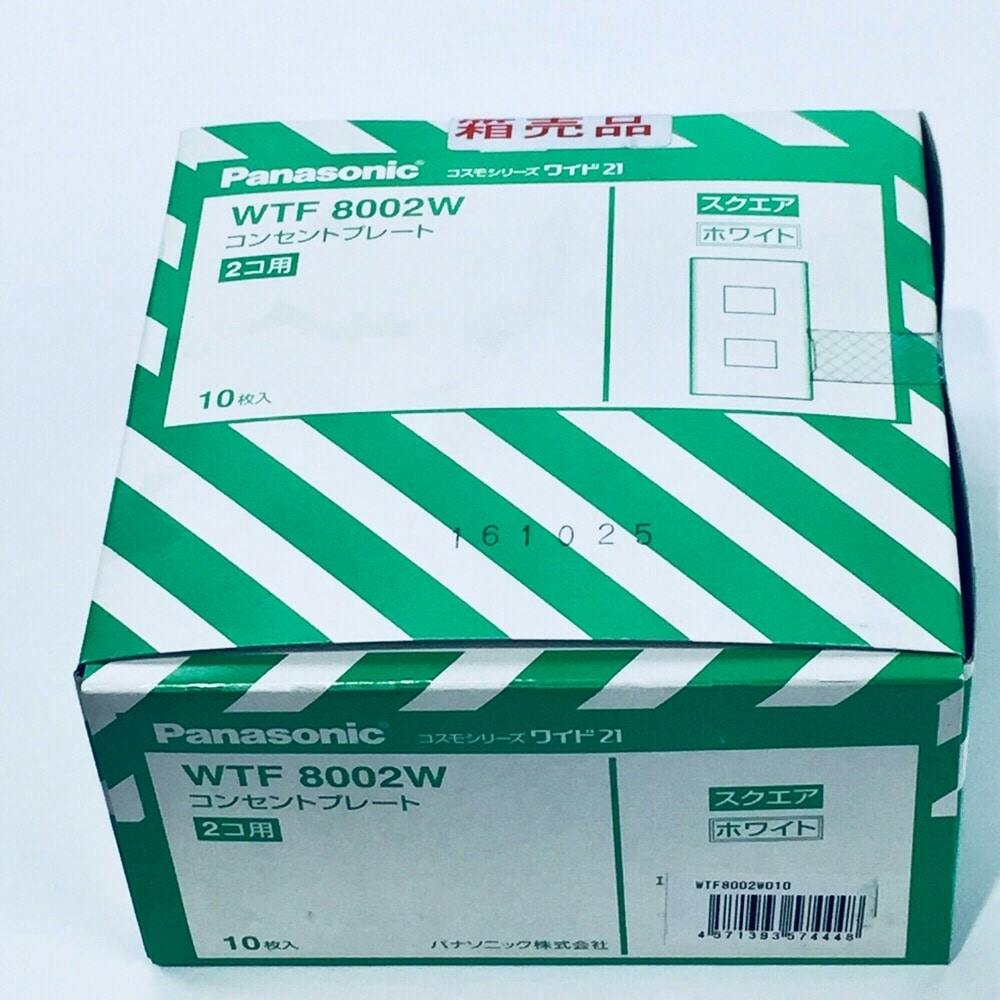 箱売品
Panasonic® コスモシリーズ ワイド21
WTF 8002W
コンセントプレート
2コ用
スクエア
ホワイト
10枚入
161025
Panasonic® コスモシリーズ ワイド21
WTF 8002W
コンセントプレート
2コ用
スクエア
ホワイト
WTF8002W010
4 571393 574448
10枚入
パナソニック株式会社